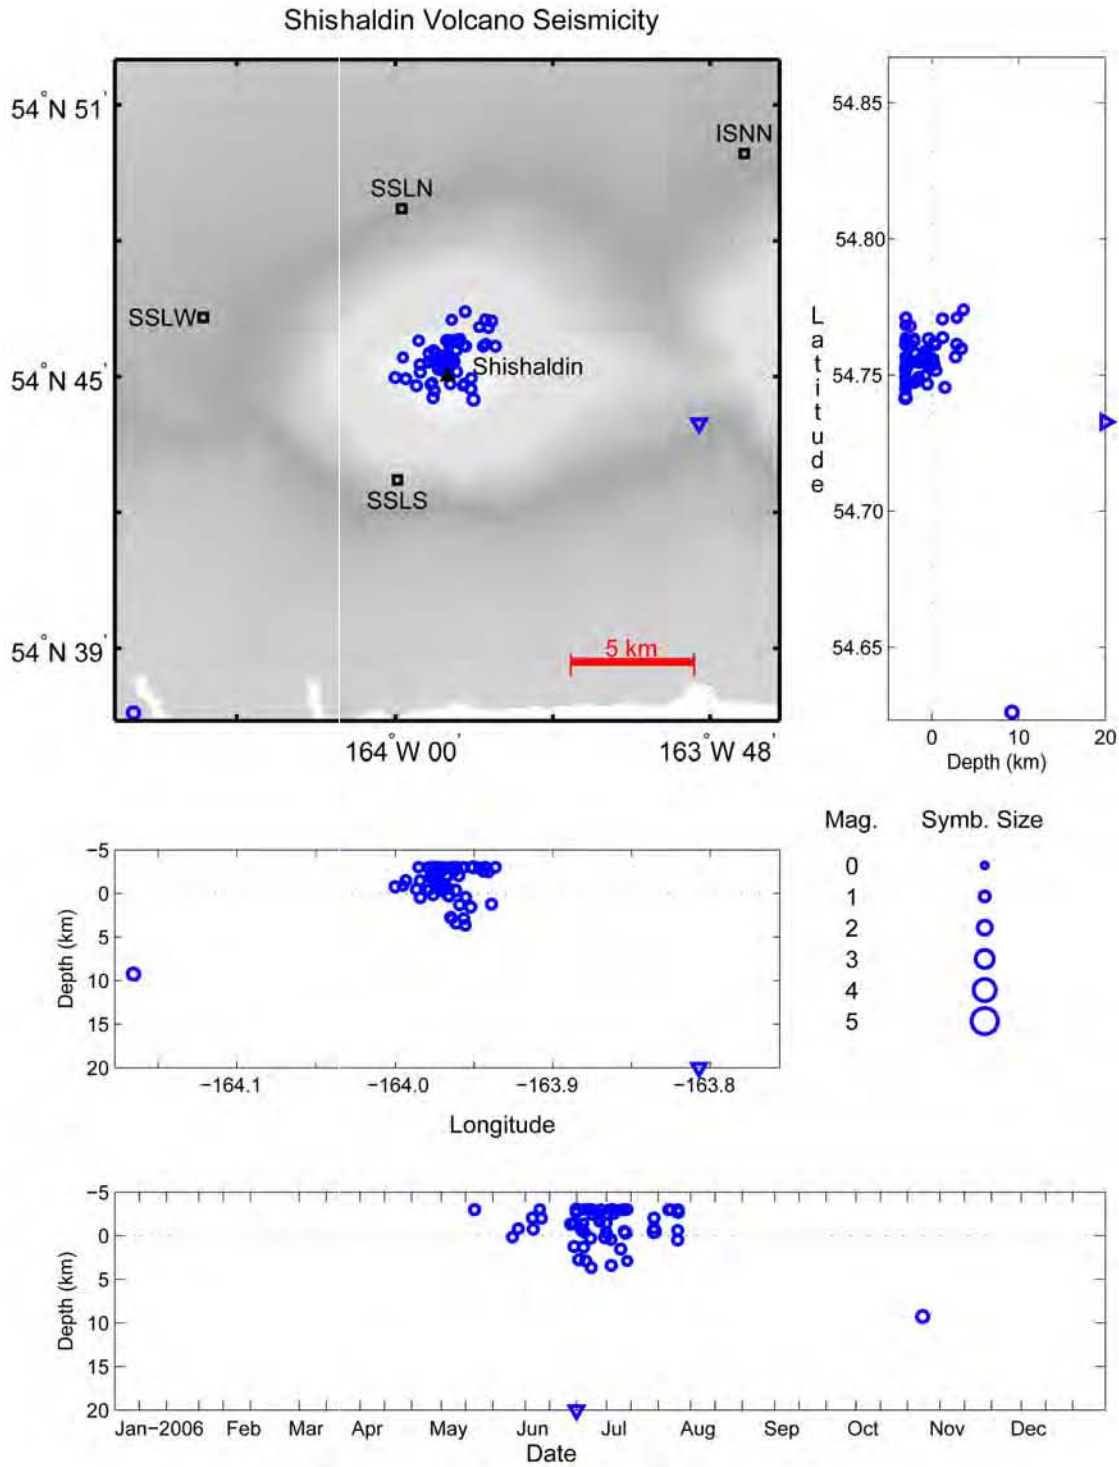 Shishaldin Volcano Seismicity
54°N 51'
54°N 45'
54°N 39'
ISNN
SSLN
SSLW
Shishaldin
SSLS
5 km
164°W 00'
163°W 48'
54.85
54.80
54.75
54.70
54.65
Latitude
0 10 20
Depth (km)
Mag. Symb. Size
0
1
2
3
4
5
−5
0
5
10
15
20
Depth (km)
−164.1 −164.0 −163.9 −163.8
Longitude
−5
0
5
10
15
20
Depth (km)
Jan−2006 Feb Mar Apr May Jun Jul Aug Sep Oct Nov Dec
Date